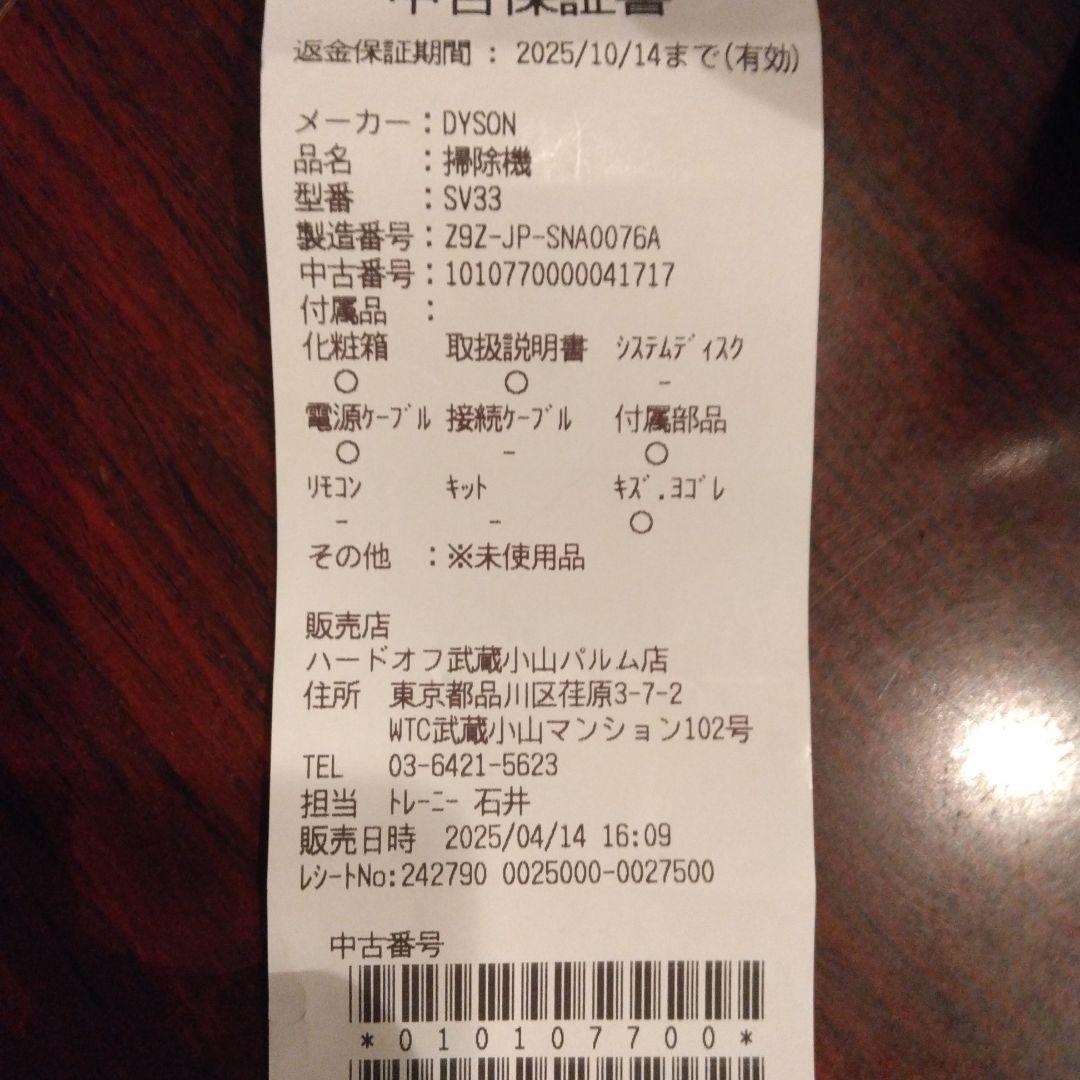 中古保証書
返金保証期間 : 2025/10/14まで(有効)
メーカー:DYSON
品名 :掃除機
型番 :SV33
製造番号:Z9Z-JP-SNA0076A
中古番号:1010770000041717
付属品 :
化粧箱 取扱説明書 ｼｽﾃﾑﾃﾞｨｽｸ
○ ○ -
電源ｹｰﾌﾞﾙ 接続ｹｰﾌﾞﾙ 付属部品
○ - ○
ﾘﾓｺﾝ ｷｯﾄ ｷｽﾞ.ﾖｺﾞﾚ
- - ○
その他 :※未使用品
販売店
ハードオフ武蔵小山パルム店
住所 東京都品川区荏原3-7-2
WTC武蔵小山マンション102号
TEL 03-6421-5623
担当 ﾄﾚｰﾆｰ 石井
販売日時 2025/04/14 16:09
ﾚｼｰﾄNo:242790 0025000-0027500
中古番号
*010107700*